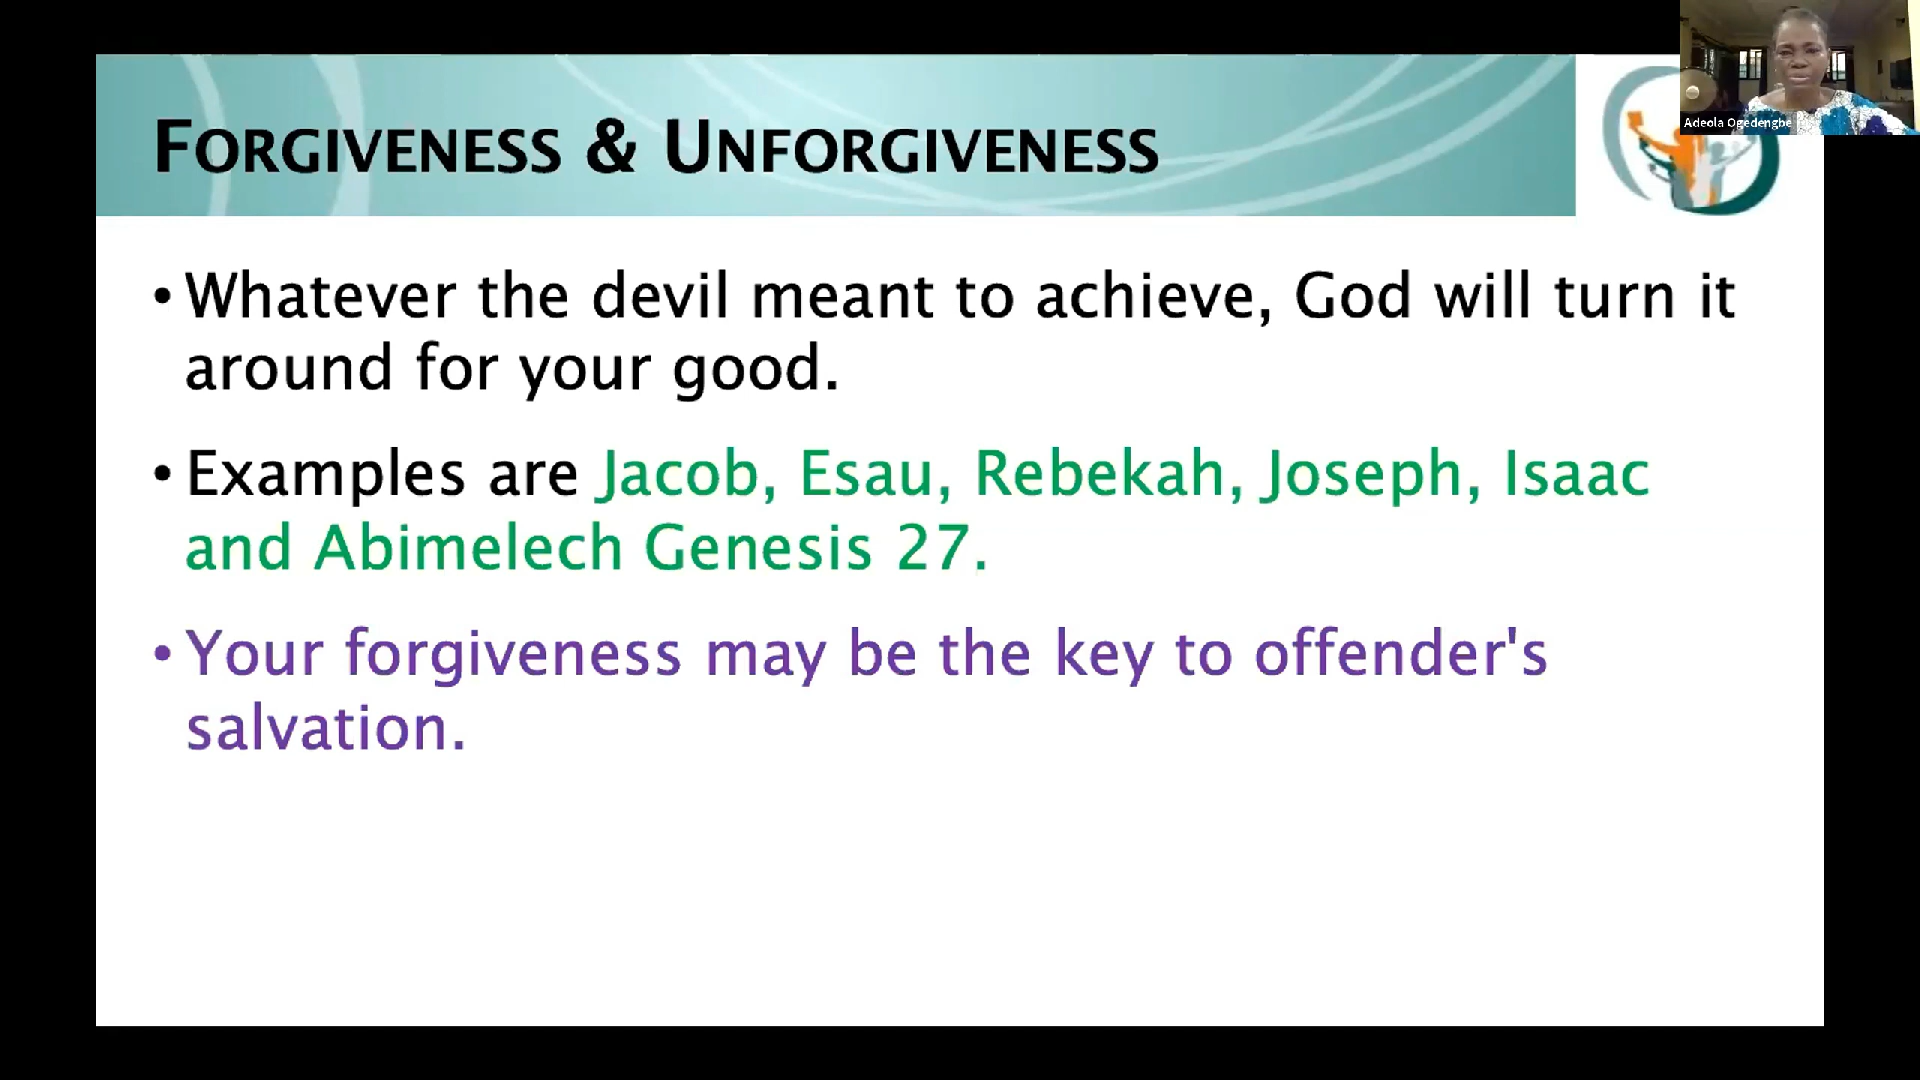 FORGIVENESS & UNFORGIVENESS
Adeola Ogedengbe
• Whatever the devil meant to achieve, God will turn it
around for your good.
• Examples are Jacob, Esau, Rebekah, Joseph, Isaac
and Abimelech Genesis 27.
• Your forgiveness may be the key to offender's
salvation.